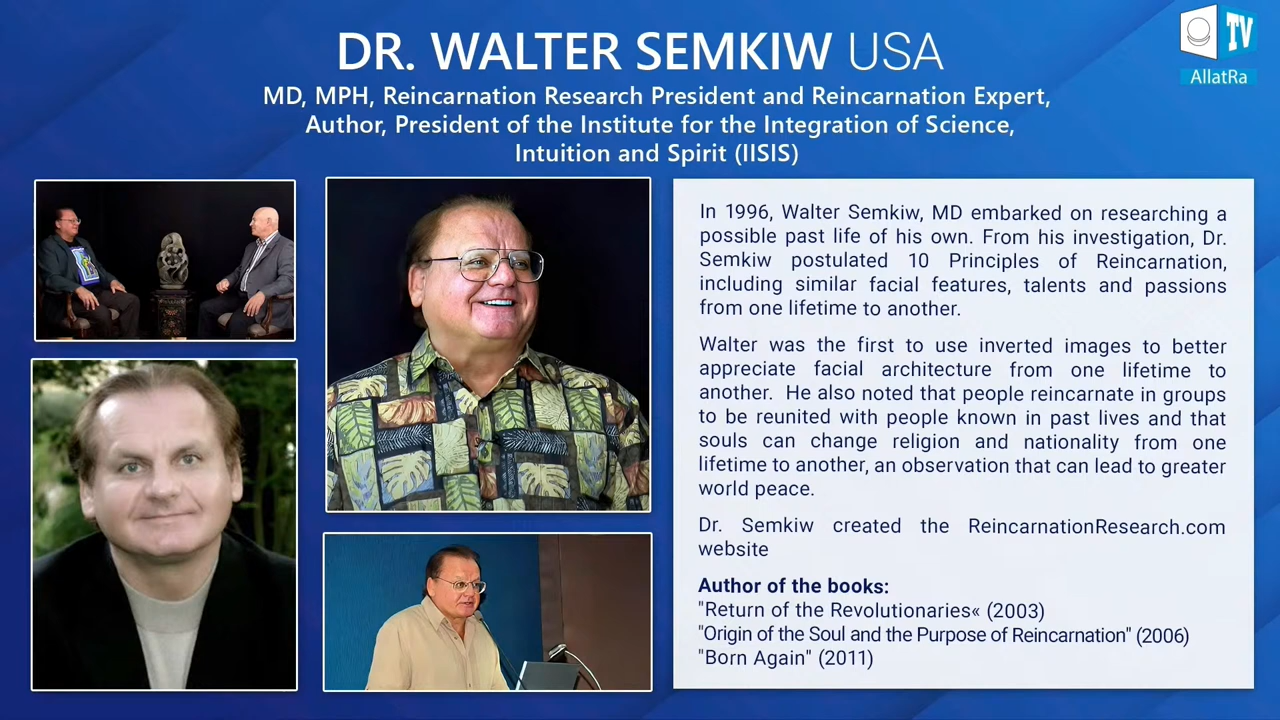 DR. WALTER SEMKIW USA
MD, MPH, Reincarnation Research President and Reincarnation Expert,
Author, President of the Institute for the Integration of Science,
Intuition and Spirit (IISIS)
TV
AllatRa
In 1996, Walter Semkiw, MD embarked on researching a
possible past life of his own. From his investigation, Dr.
Semkiw postulated 10 Principles of Reincarnation,
including similar facial features, talents and passions
from one lifetime to another.
Walter was the first to use inverted images to better
appreciate facial architecture from one lifetime to
another. He also noted that people reincarnate in groups
to be reunited with people known in past lives and that
souls can change religion and nationality from one
lifetime to another, an observation that can lead to greater
world peace.
Dr. Semkiw created the ReincarnationResearch.com
website
Author of the books:
"Return of the Revolutionaries« (2003)
"Origin of the Soul and the Purpose of Reincarnation" (2006)
"Born Again" (2011)